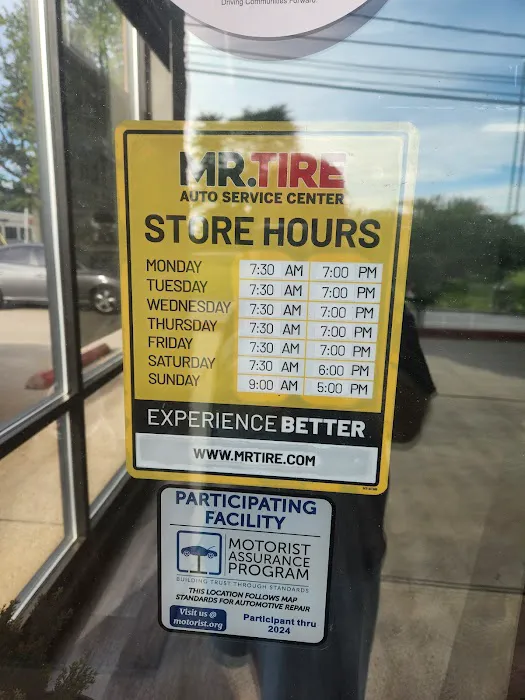 Driving Communities Forward.
MR.TIRE
AUTO SERVICE CENTER
STORE HOURS
MONDAY 7:30 AM 7:00 PM
TUESDAY 7:30 AM 7:00 PM
WEDNESDAY 7:30 AM 7:00 PM
THURSDAY 7:30 AM 7:00 PM
FRIDAY 7:30 AM 7:00 PM
SATURDAY 7:30 AM 6:00 PM
SUNDAY 9:00 AM 5:00 PM
EXPERIENCE BETTER
WWW.MRTIRE.COM
PARTICIPATING
FACILITY
MOTORIST
ASSURANCE
PROGRAM
BUILDING TRUST THROUGH STANDARDS
THIS LOCATION FOLLOWS MAP
STANDARDS FOR AUTOMOTIVE REPAIR
Visit us @
motorist.org
Participant thru
2024